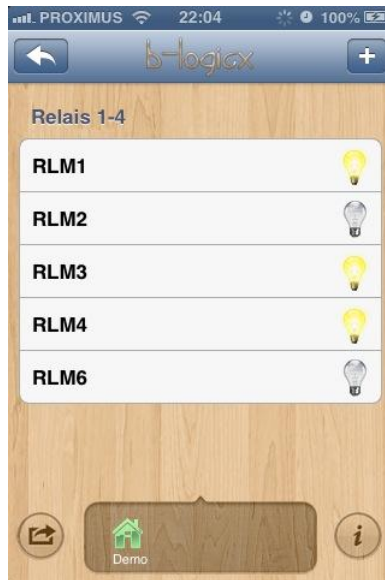 PROXIMUS 22:04 100%
b-logicx
+
Relais 1-4
RLM1
RLM2
RLM3
RLM4
RLM6
Demo
i